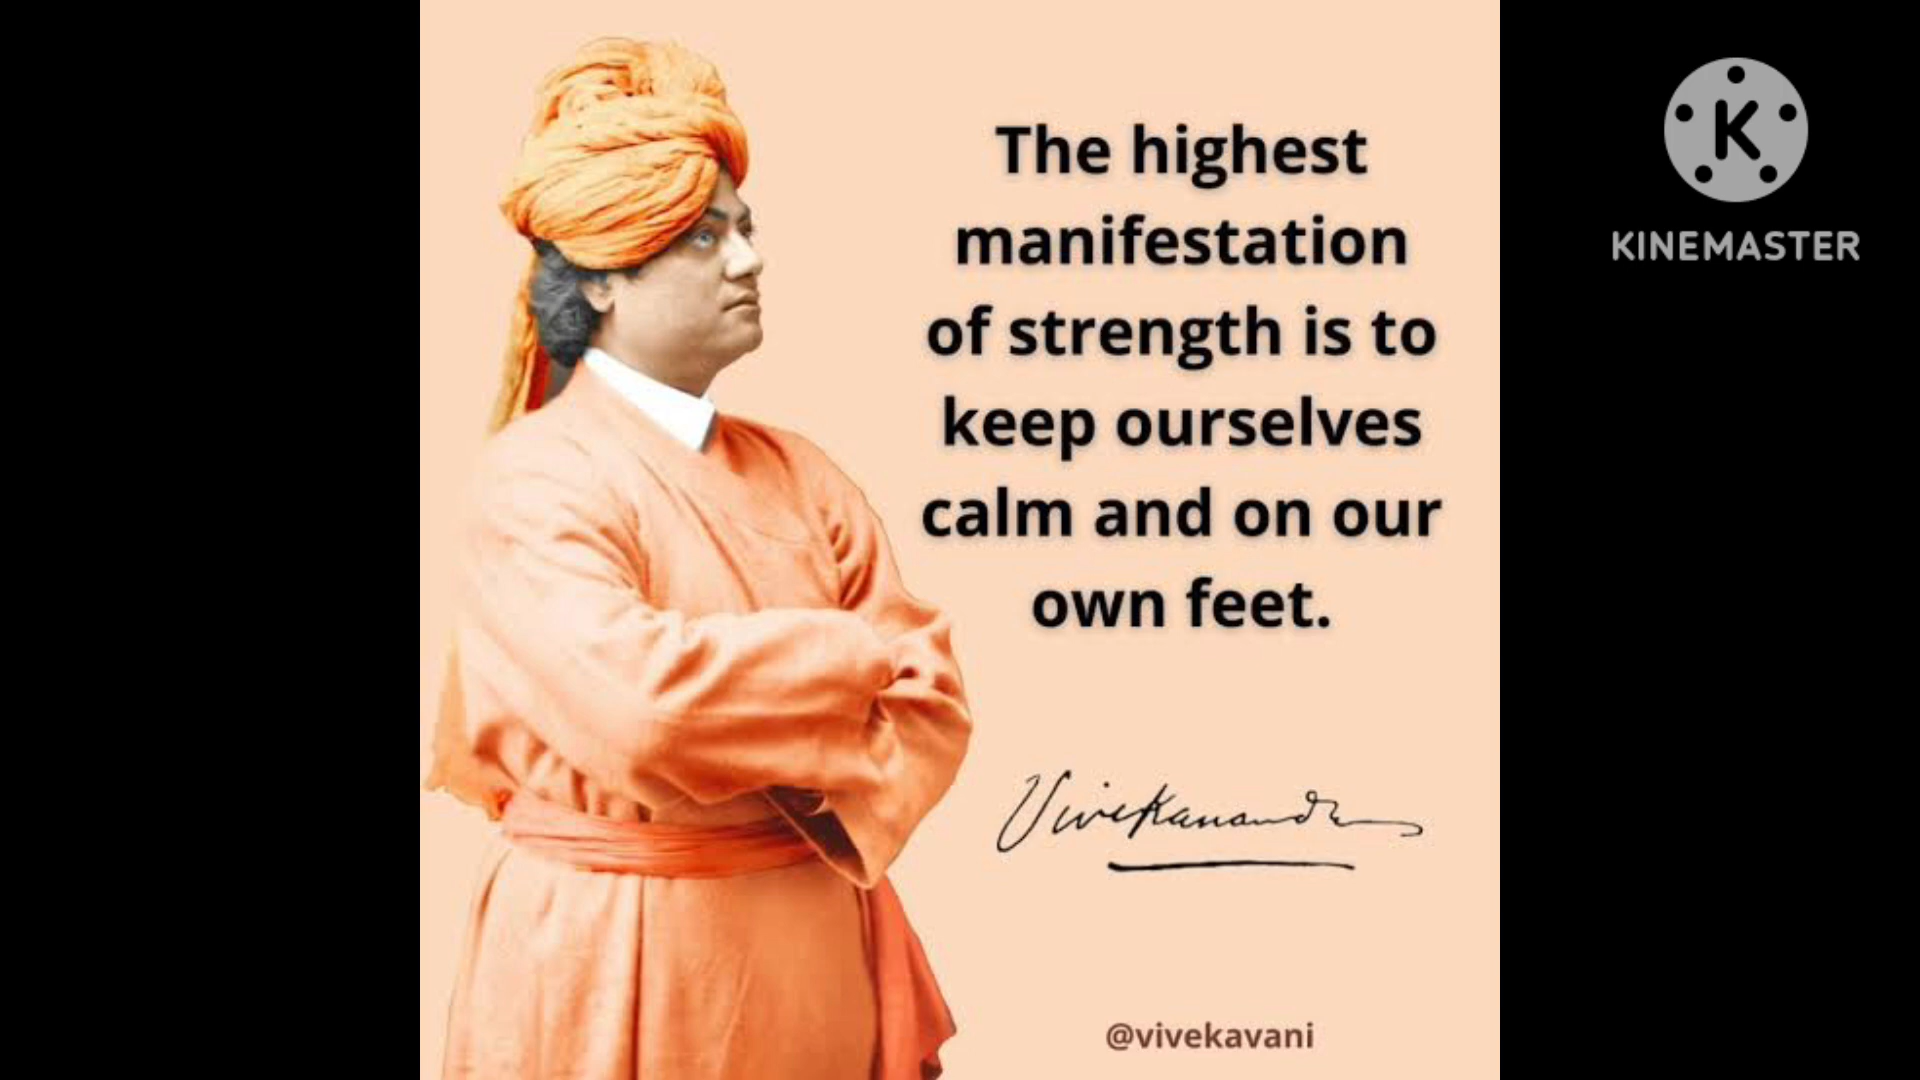 The highest
manifestation
of strength is to
keep ourselves
calm and on our
own feet.
Vivekananda
@vivekavani
K
KINEMASTER